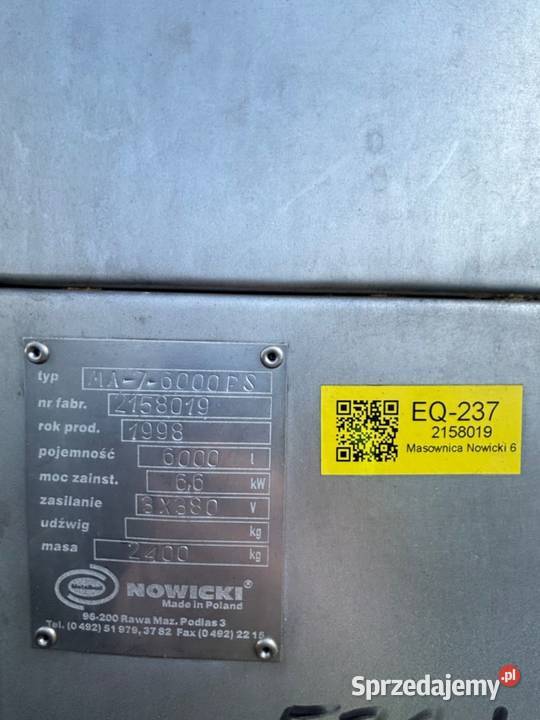 typ MA-7-6000PS
nr fabr. 2158019
rok prod. 1998
pojemność 6000 l
moc zainst. 6,6 kW
zasilanie 3X380 V
udźwig kg
masa 2400 kg
NOWICKI®
Made in Poland
96-200 Rawa Maz. Podlas 3
Tel. (0 492) 51 979, 37 82 Fax (0 492) 22 15
EQ-237
2158019
Masownica Nowicki 6
Sprzedajemy.pl